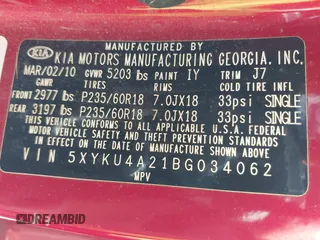 MANUFACTURED BY
KIA KIA MOTORS MANUFACTURING GEORGIA, INC.
MAR/02/10 GVWR 5203 lbs PAINT IY TRIM J7
TIRES RIMS COLD TIRE INFL
FRONT 2977 lbs P235/60R18 7.0JX18 33psi SINGLE
REAR 3197 lbs P235/60R18 7.0JX18 33psi SINGLE
THIS VEHICLE CONFORMS TO ALL APPLICABLE U.S.A. FEDERAL
MOTOR VEHICLE SAFETY AND THEFT PREVENTION STANDARDS
IN EFFECT ON THE DATE OF MANUFACTURE SHOWN ABOVE.
VIN 5XYKU4A21BG034062
MPV
DREAMBID